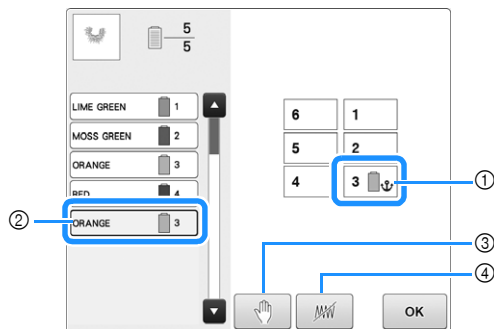 5
5
LIME GREEN 1
MOSS GREEN 2
ORANGE 3
RED 4
ORANGE 3
6 1
5 2
4 3
OK
①
②
③
④